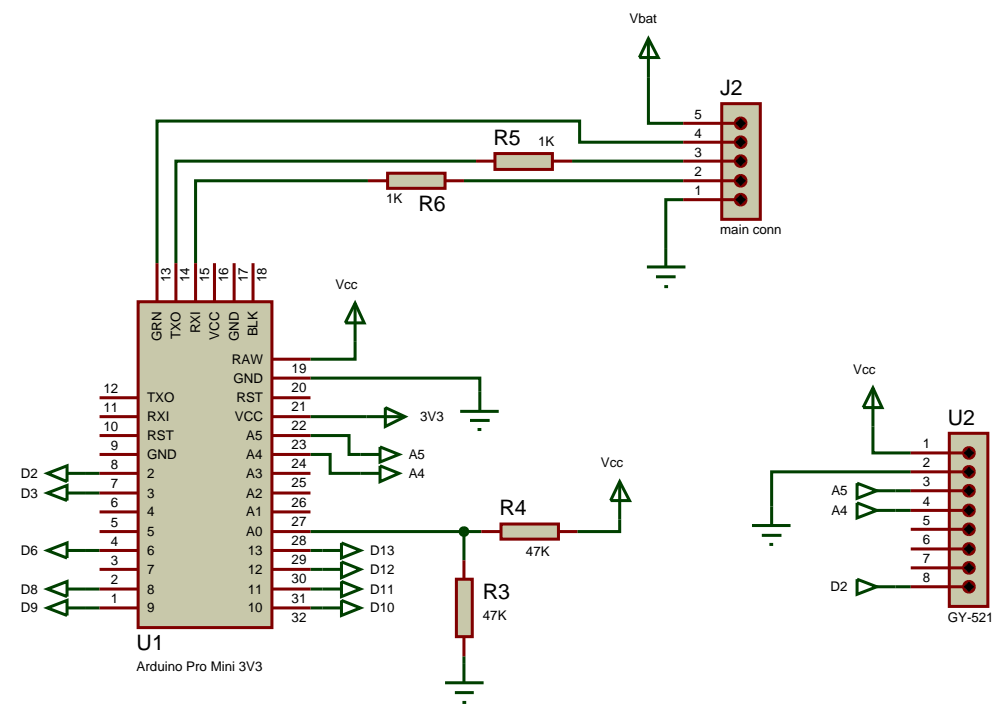 Vbat
J2
5
4
R5 1K
3
2
1K R6
1
main conn
13 14 15 16 17 18
Vcc
GRN TXO RXI VCC GND BLK
RAW 19
GND 20
12 TXO RST 21
11 RXI VCC 22 3V3
10 RST A5 23 A5
9 GND A4 24 A4
D2 8 2 A3 25
D3 7 3 A2 26
6 4 A1 27
5 5 A0 28
D6 4 6 13 29 D13
3 7 12 30 D12
D8 2 8 11 31 D11
D9 1 9 10 32 D10
U1
Arduino Pro Mini 3V3
R4
47K
Vcc
R3
47K
Vcc
U2
1
2
A5 3
A4 4
5
6
7
D2 8
GY-521